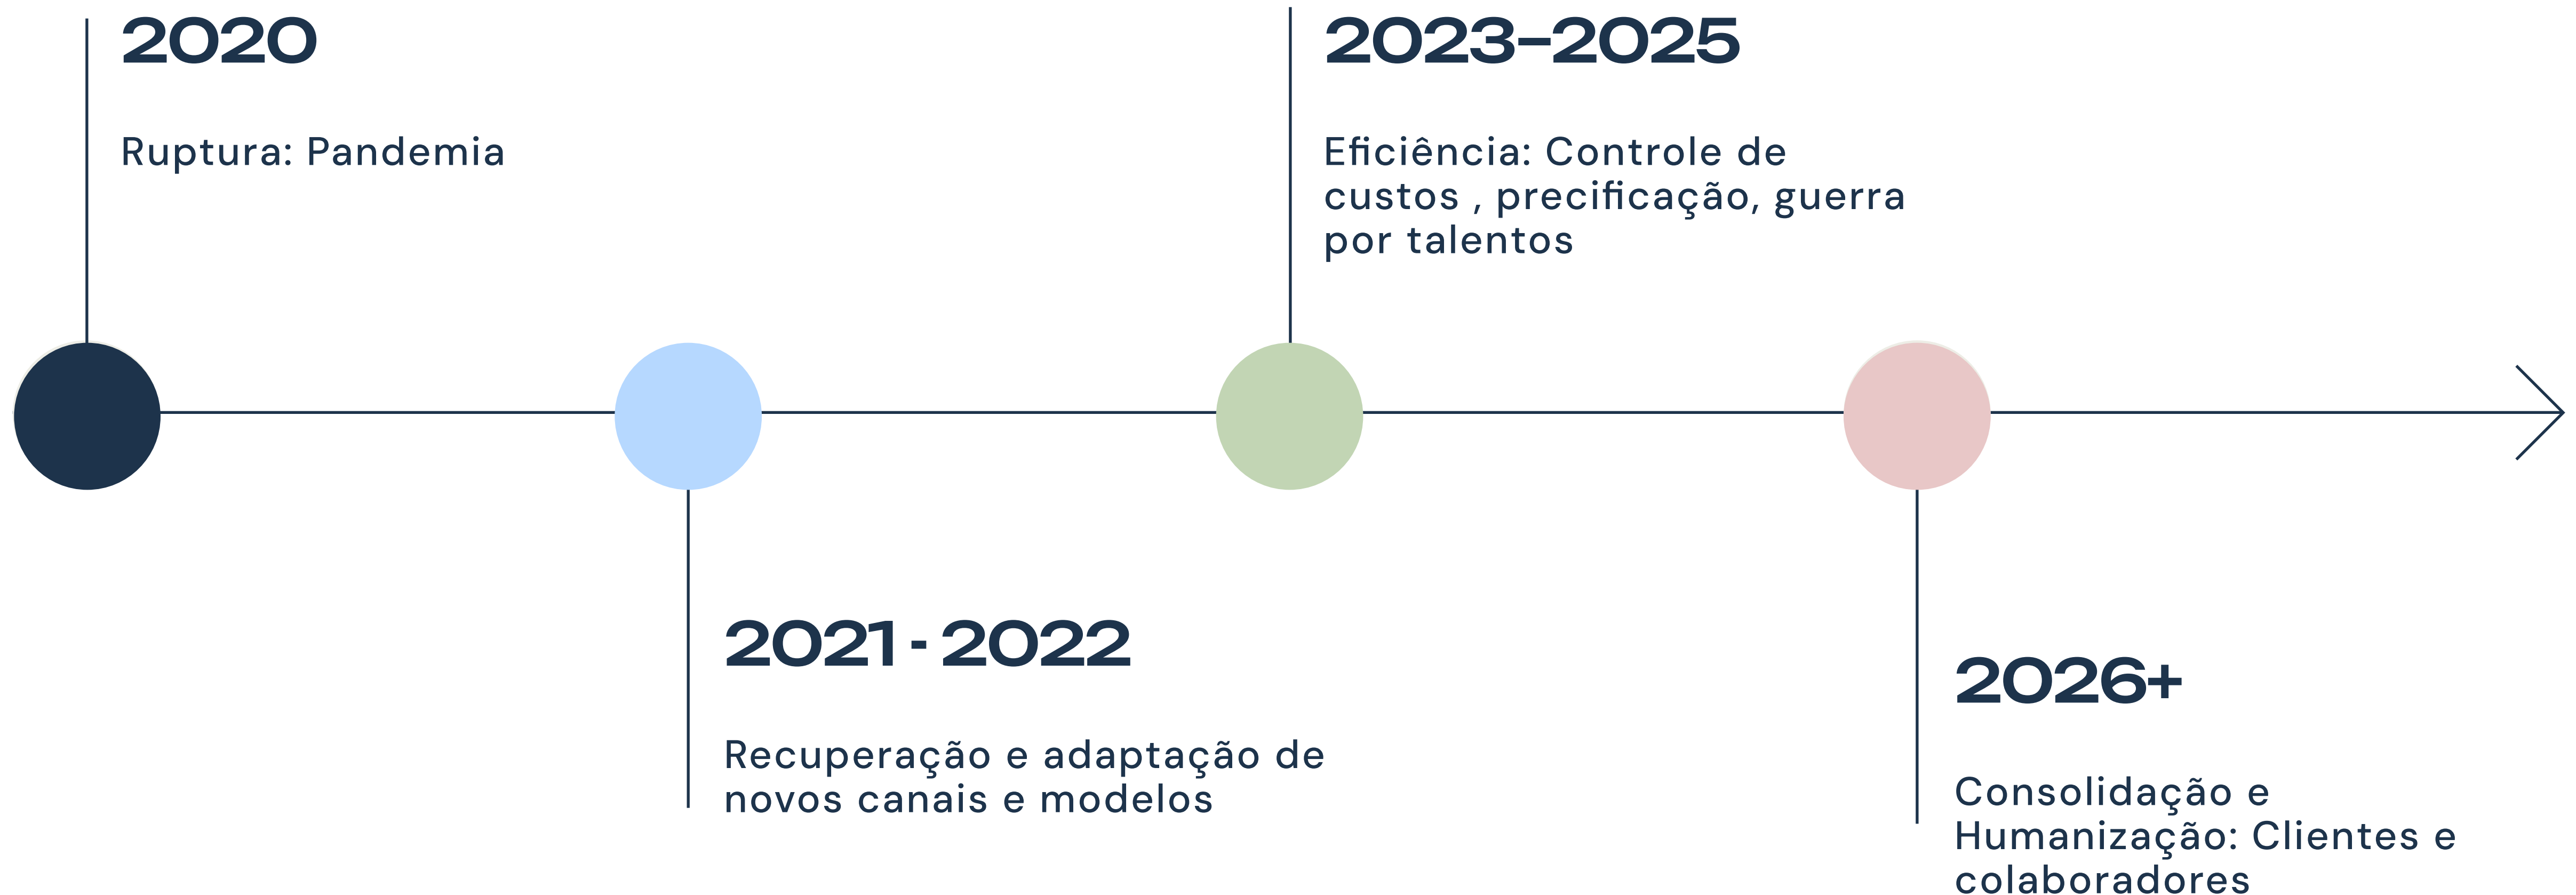 2020
Ruptura: Pandemia
2021 - 2022
Recuperação e adaptação de
novos canais e modelos
2023–2025
Eficiência: Controle de
custos , precificação, guerra
por talentos
2026+
Consolidação e
Humanização: Clientes e
colaboradores